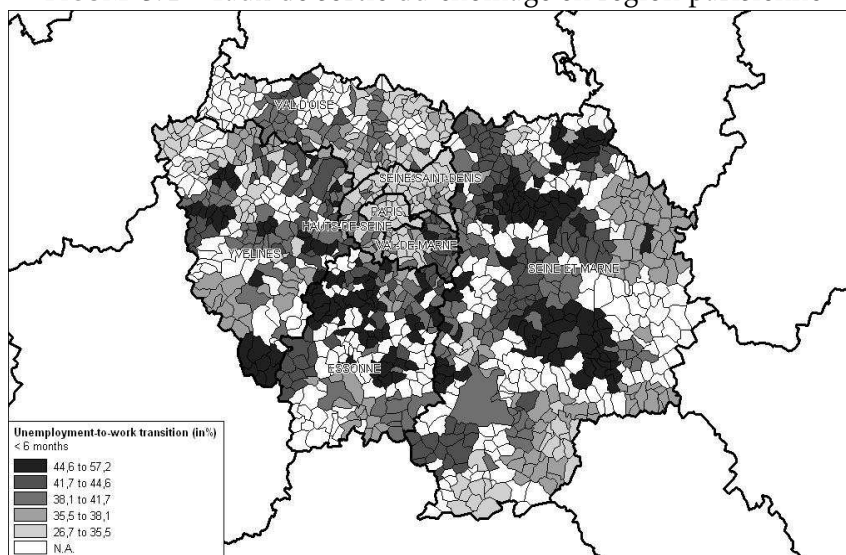 VAL D'OISE
SEINE-SAINT-DENIS
PARIS
HAUTS-DE-SEINE
VAL-DE-MARNE
YVELINES
SEINE ET MARNE
ESSONNE
Unemployment-to-work transition (in%)
< 6 months
44,6 to 57,2
41,7 to 44,6
38,1 to 41,7
35,5 to 38,1
26,7 to 35,5
N.A.